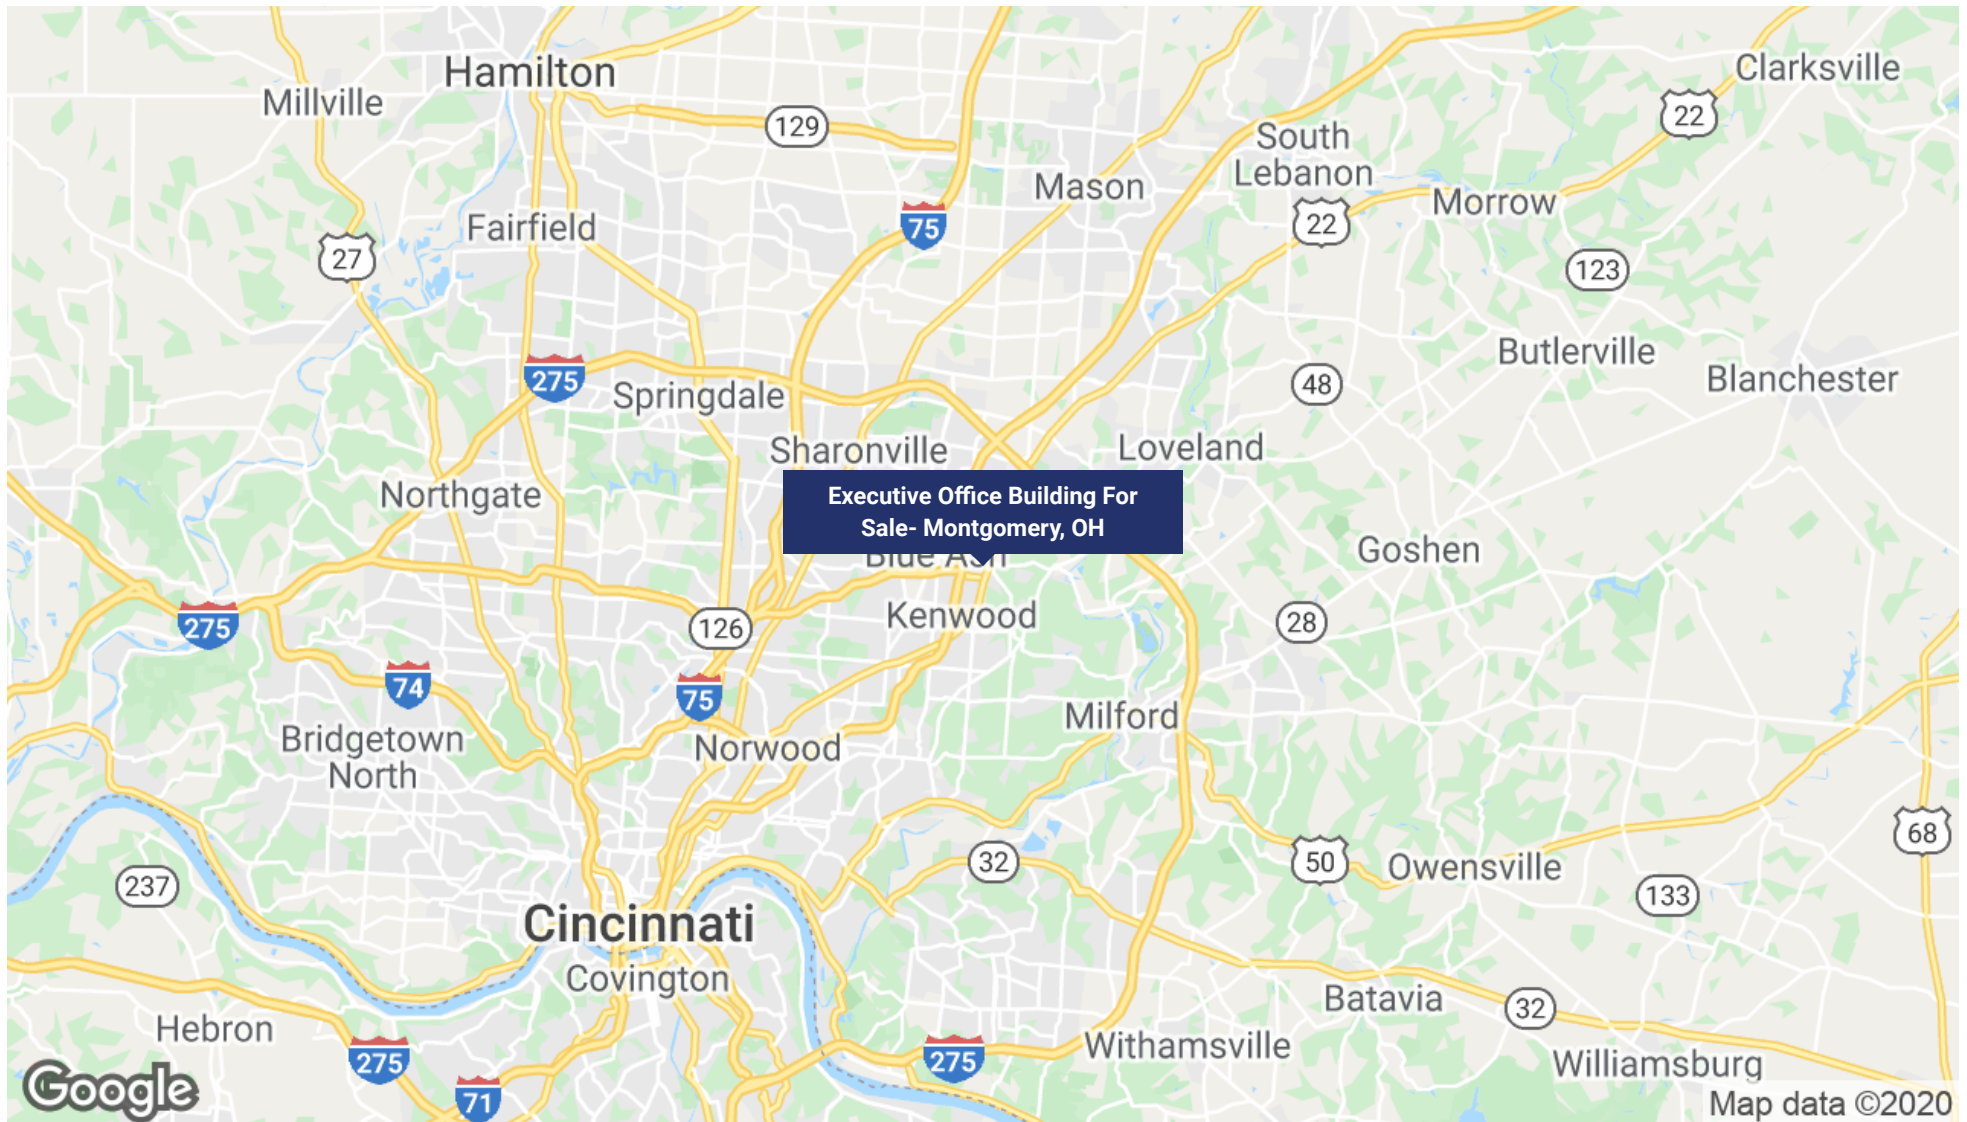 Clarksville
Hamilton
Millville
22
129
South
Lebanon
Mason
Morrow
22
75
Fairfield
27
123
Butlerville
275
Springdale
48
Blanchester
Sharonville
Loveland
Northgate
Executive Office Building For
Sale- Montgomery, OH
Blue Ash
Goshen
Kenwood
275
126
28
74
75
Milford
Bridgetown
North
Norwood
68
32
50
Owensville
237
133
Cincinnati
Covington
Batavia
32
Hebron
275
275
Withamsville
Williamsburg
71
Google
Map data ©2020